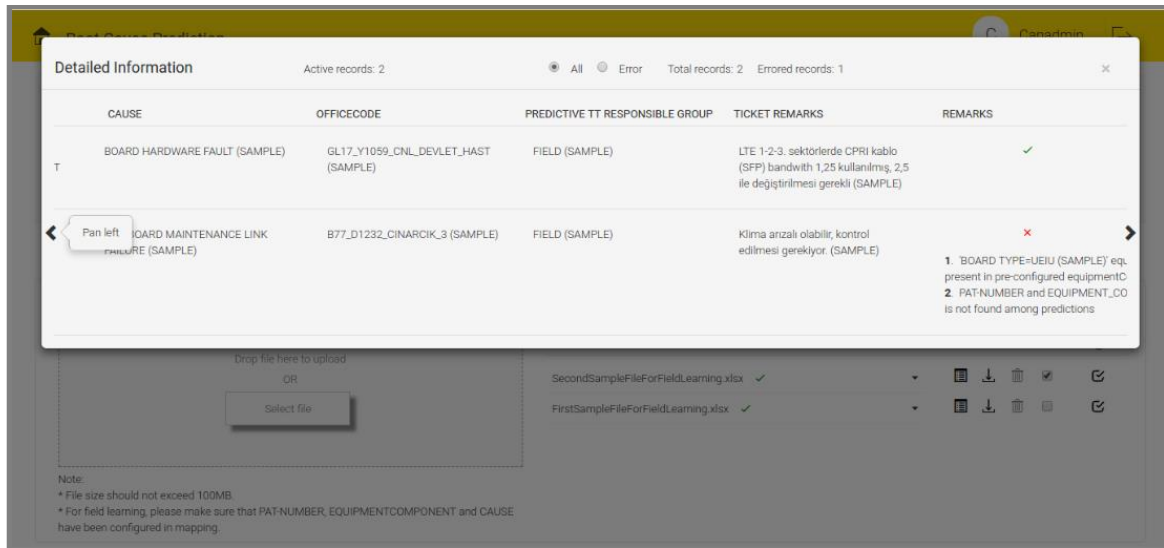 Root Cause Prediction
C
Canadmin
Detailed Information
Active records: 2
All
Error
Total records: 2
Errored records: 1
×
CAUSE
OFFICECODE
PREDICTIVE TT RESPONSIBLE GROUP
TICKET REMARKS
REMARKS
T
BOARD HARDWARE FAULT (SAMPLE)
GL17_Y1059_CNL_DEVLET_HAST
(SAMPLE)
FIELD (SAMPLE)
LTE 1-2-3. sektörlerde CPRI kablo
(SFP) bandwith 1,25 kullanılmış, 2,5
ile değiştirilmesi gerekli (SAMPLE)
Pan left
BOARD MAINTENANCE LINK
FAILURE (SAMPLE)
B77_D1232_CINARCIK_3 (SAMPLE)
FIELD (SAMPLE)
Klima arızalı olabilir, kontrol
edilmesi gerekiyor. (SAMPLE)
1. 'BOARD TYPE=UEIU (SAMPLE)' equ
present in pre-configured equipmentC
2. PAT-NUMBER and EQUIPMENT_CO
is not found among predictions
Drop file here to upload
OR
Select file
SecondSampleFileForFieldLearning.xlsx
FirstSampleFileForFieldLearning.xlsx
Note:
* File size should not exceed 100MB.
* For field learning, please make sure that PAT-NUMBER, EQUIPMENTCOMPONENT and CAUSE
have been configured in mapping.